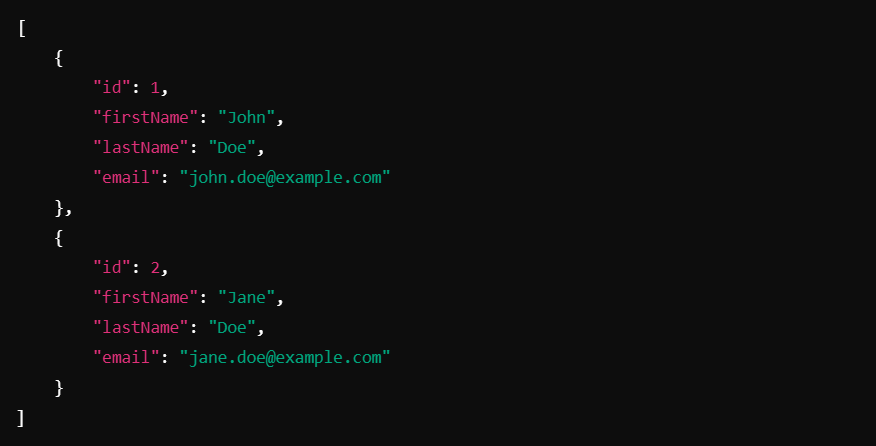 [
    {
        "id": 1,
        "firstName": "John",
        "lastName": "Doe",
        "email": "john.doe@example.com"
    },
    {
        "id": 2,
        "firstName": "Jane",
        "lastName": "Doe",
        "email": "jane.doe@example.com"
    }
]